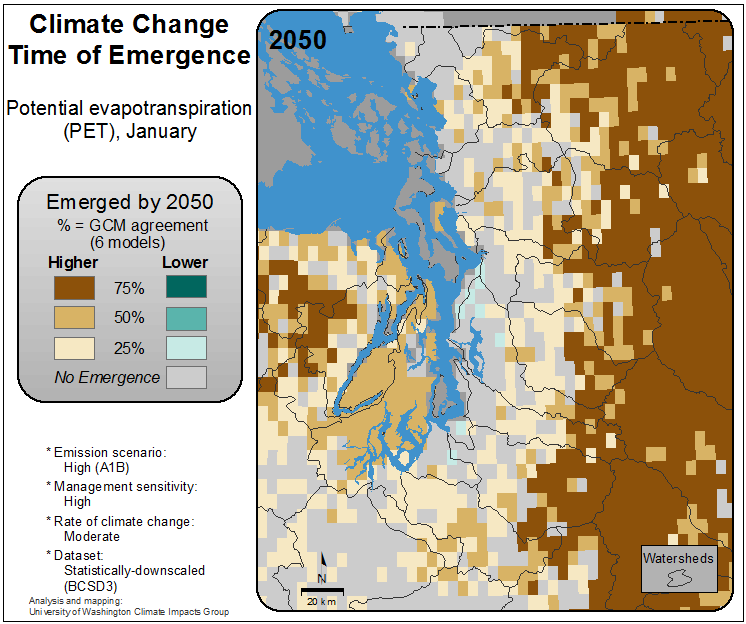 Climate Change
Time of Emergence
Potential evapotranspiration
(PET), January
Emerged by 2050
% = GCM agreement
(6 models)
Higher Lower
75%
50%
25%
No Emergence
* Emission scenario:
High (A1B)
* Management sensitivity:
High
* Rate of climate change:
Moderate
* Dataset:
Statistically-downscaled
(BCSD3)
Analysis and mapping:
University of Washington Climate Impacts Group
2050
N
20 km
Watersheds